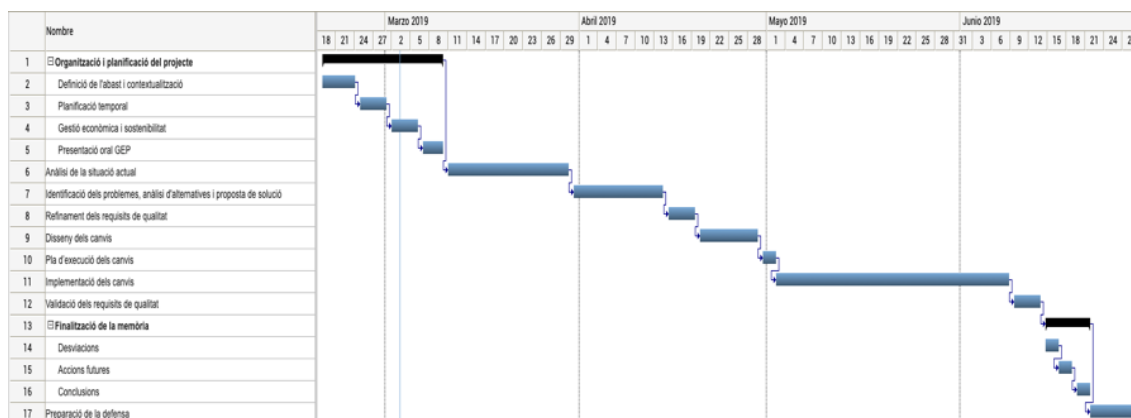 Nombre
Marzo 2019 Abril 2019 Mayo 2019 Junio 2019
18 21 24 27 2 5 8 11 14 17 20 23 26 29 1 4 7 10 13 16 19 22 25 28 1 4 7 10 13 16 19 22 25 28 31 3 6 9 12 15 18 21 24
1 Organització i planificació del projecte
2 Definició de l'abast i contextualització
3 Planificació temporal
4 Gestió econòmica i sostenibilitat
5 Presentació oral GEP
6 Anàlisi de la situació actual
7 Identificació dels problemes, anàlisi d'alternatives i proposta de solució
8 Refinament dels requisits de qualitat
9 Disseny dels canvis
10 Pla d'execució dels canvis
11 Implementació dels canvis
12 Validació dels requisits de qualitat
13 Finalització de la memòria
14 Desviacions
15 Accions futures
16 Conclusions
17 Preparació de la defensa